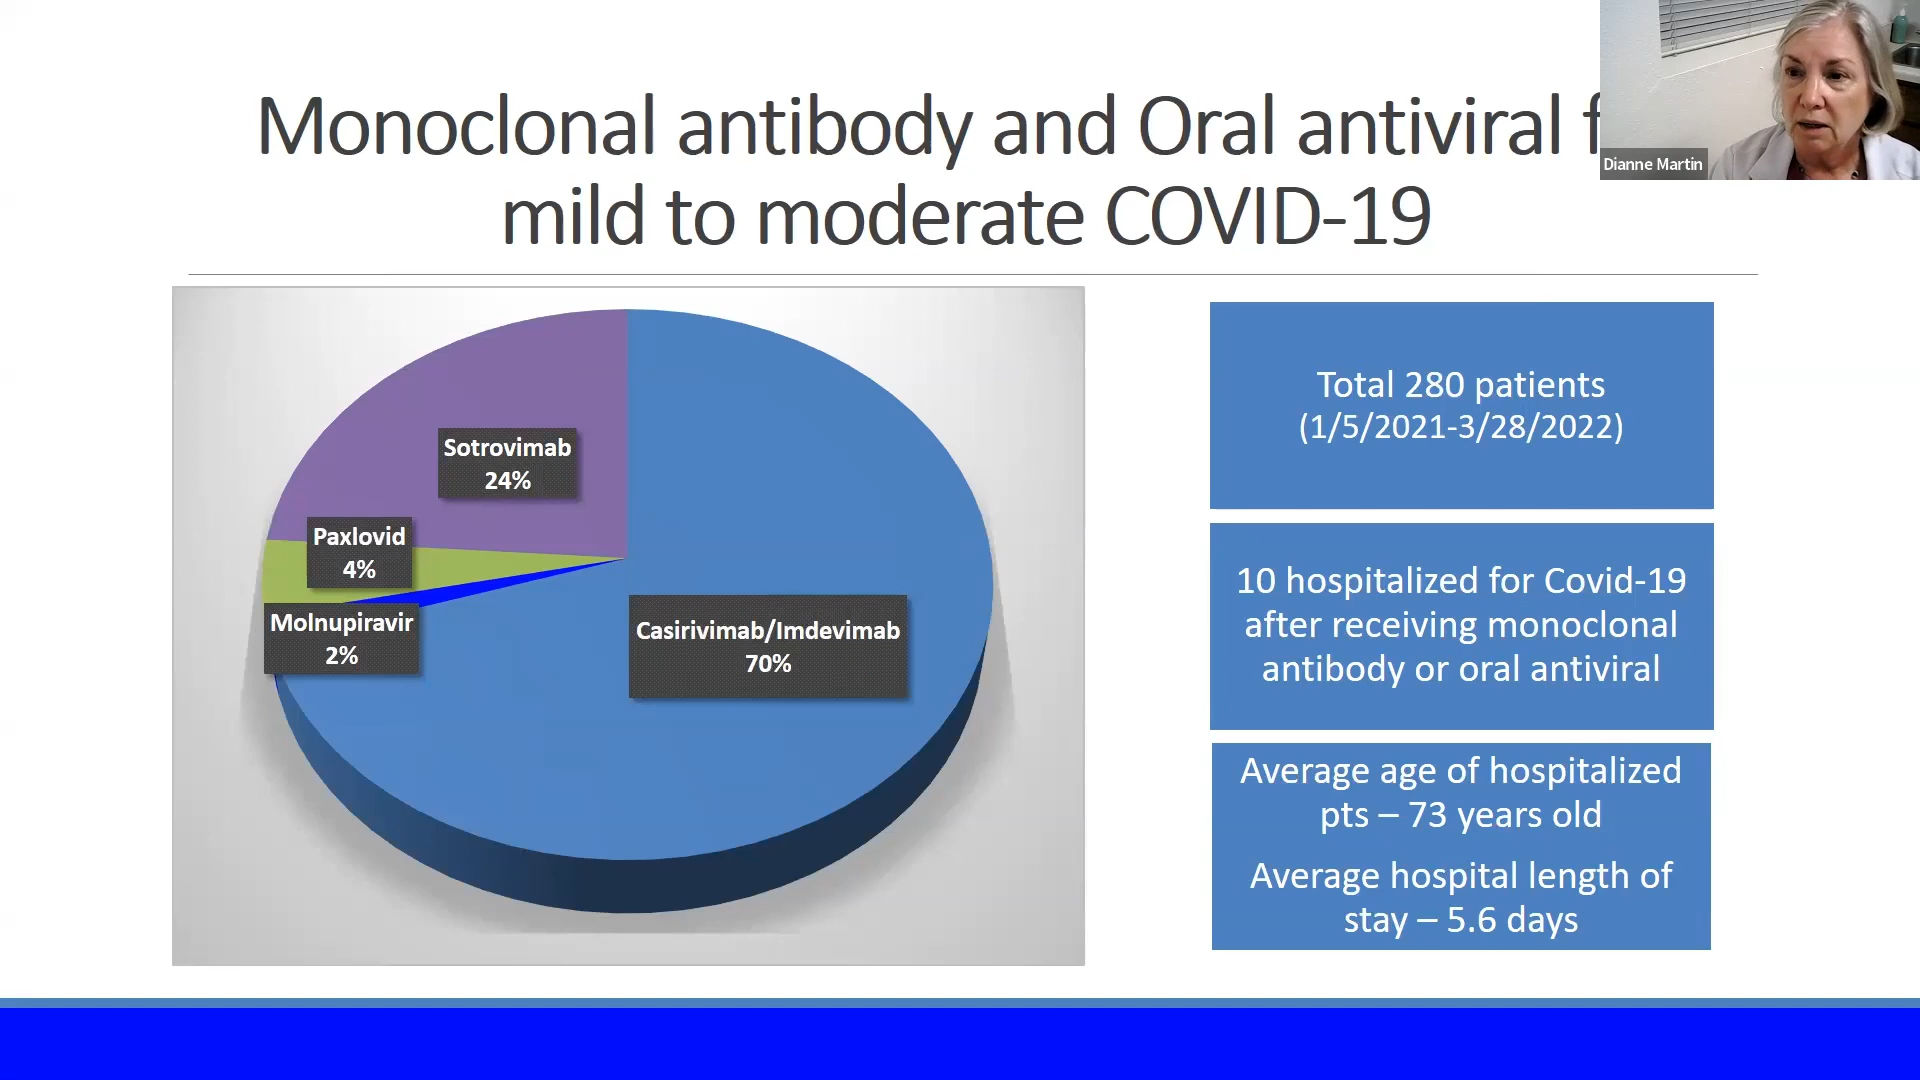 Monoclonal antibody and Oral antiviral f
mild to moderate COVID-19
Dianne Martin
Sotrovimab
24%
Paxlovid
4%
Molnupiravir
2%
Casirivimab/Imdevimab
70%
Total 280 patients
(1/5/2021-3/28/2022)
10 hospitalized for Covid-19
after receiving monoclonal
antibody or oral antiviral
Average age of hospitalized
pts – 73 years old
Average hospital length of
stay – 5.6 days